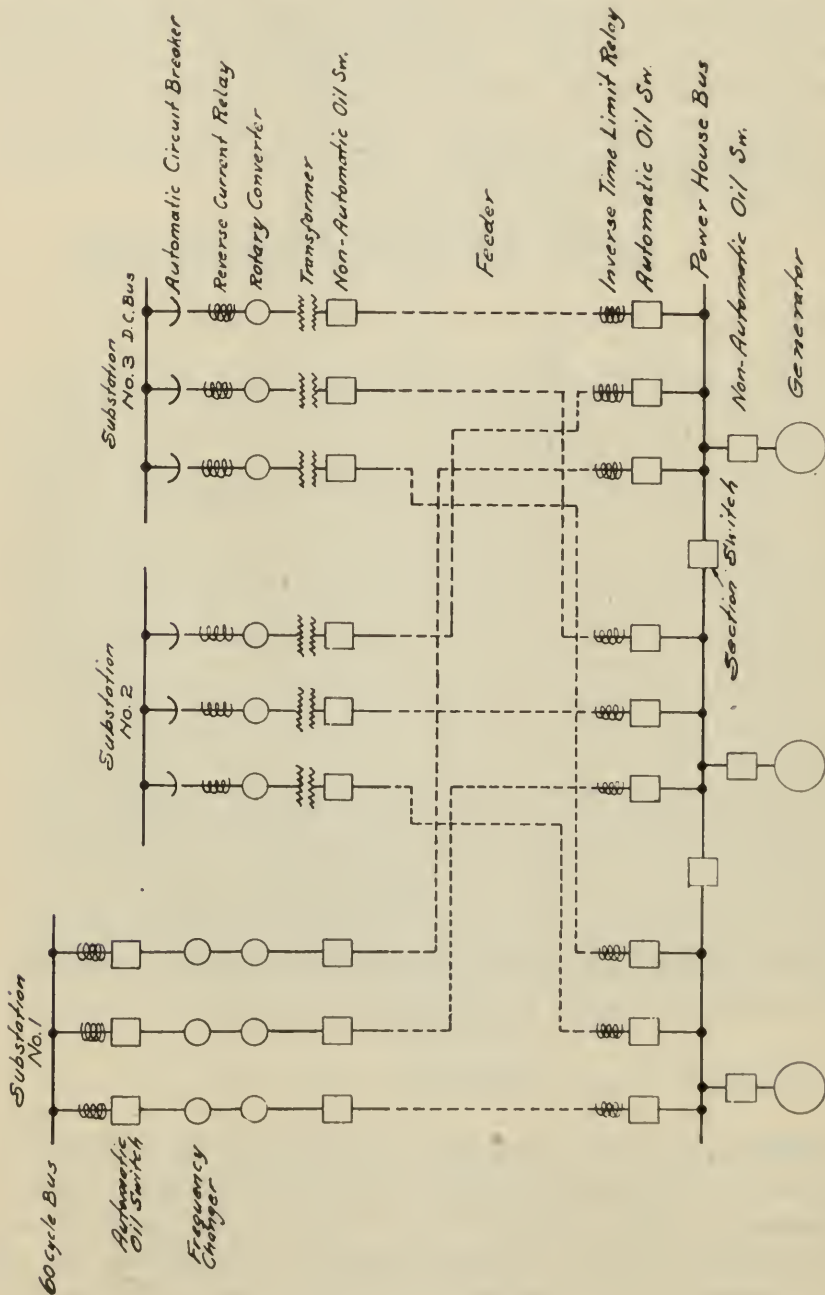 Substation
No. 1
60 Cycle Bus
Automatic
Oil Switch
Frequency
Changer
Substation
No. 2
Substation
No. 3
D.C. Bus
Automatic Circuit Breaker
Reverse Current Relay
Rotary Converter
Transformer
Non-Automatic Oil Sw.
Feeder
Inverse Time Limit Relay
Automatic Oil Sw.
Power House Bus
Non-Automatic Oil Sw.
Section Switch
Generator